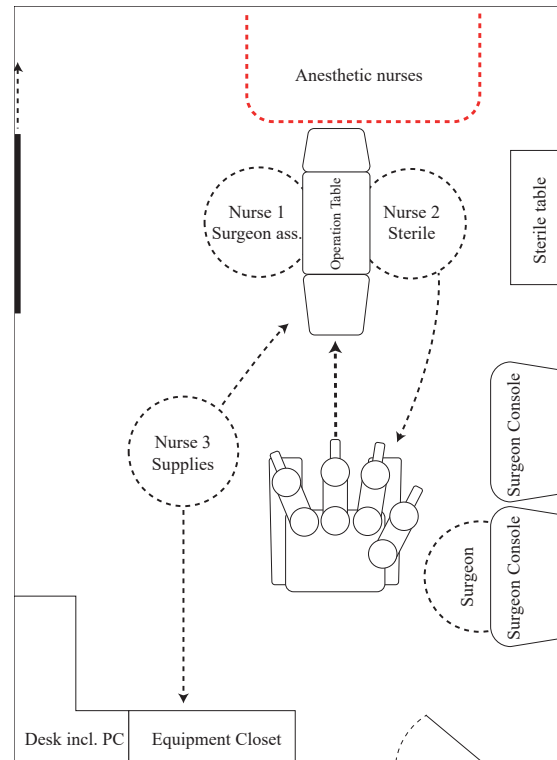 Anesthetic nurses
Nurse 1
Surgeon ass.
Operation Table
Nurse 2
Sterile
Sterile table
Nurse 3
Supplies
Surgeon Console
Surgeon
Surgeon Console
Desk incl. PC
Equipment Closet